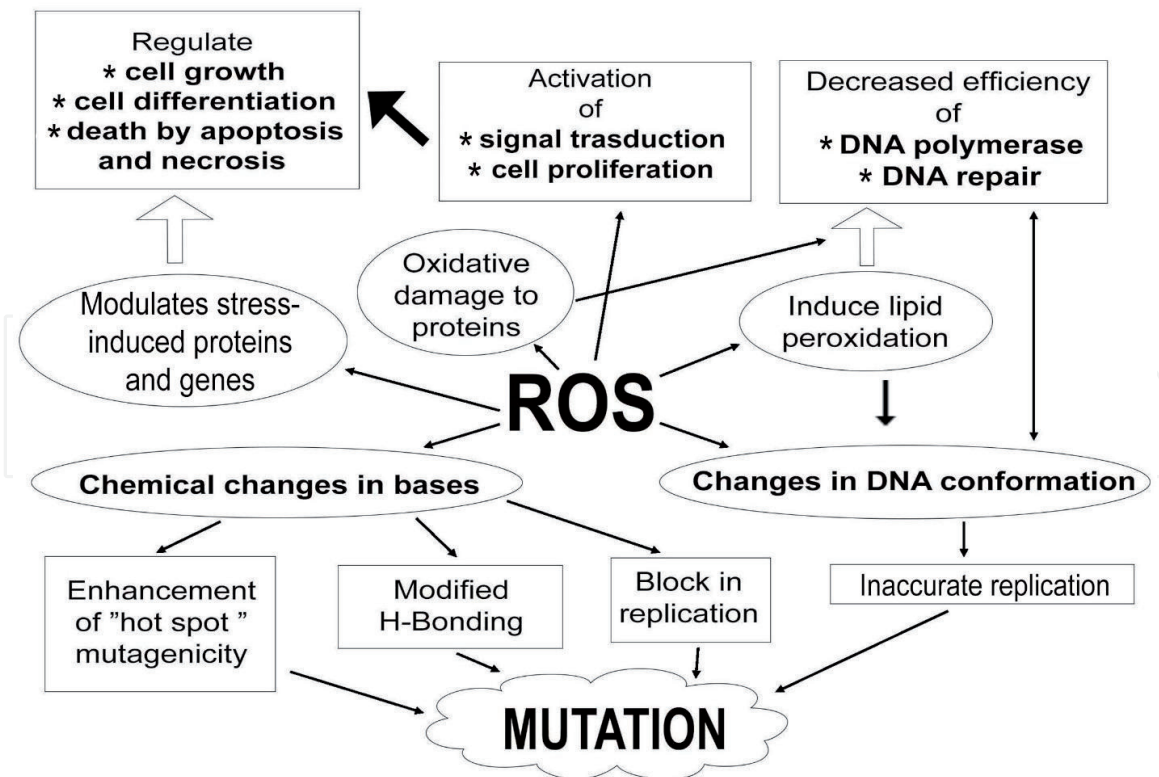 Regulate
* cell growth
* cell differentiation
* death by apoptosis
and necrosis
Activation
of
* signal trasduction
* cell proliferation
Decreased efficiency
of
* DNA polymerase
* DNA repair
Modulates stress-
induced proteins
and genes
Oxidative
damage to
proteins
Induce lipid
peroxidation
ROS
Chemical changes in bases
Changes in DNA conformation
Enhancement
of ”hot spot ”
mutagenicity
Modified
H-Bonding
Block in
replication
Inaccurate replication
MUTATION